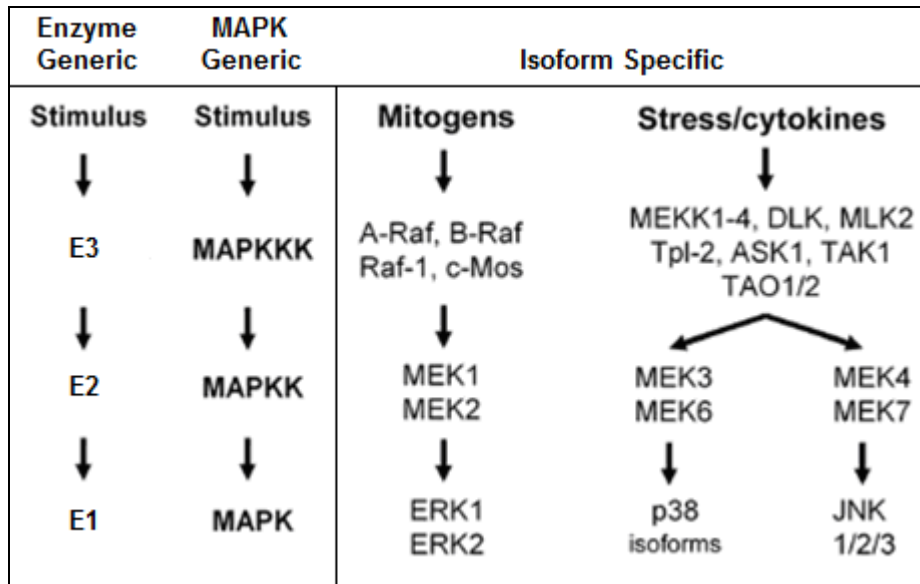 Enzyme MAPK
Generic Generic Isoform Specific
Stimulus Stimulus Mitogens Stress/cytokines
E3 MAPKKK
A-Raf, B-Raf
Raf-1, c-Mos
MEKK1-4, DLK, MLK2
Tpl-2, ASK1, TAK1
TAO1/2
E2 MAPKK
MEK1
MEK2
MEK3
MEK6
MEK4
MEK7
E1 MAPK
ERK1
ERK2
p38
isoforms
JNK
1/2/3